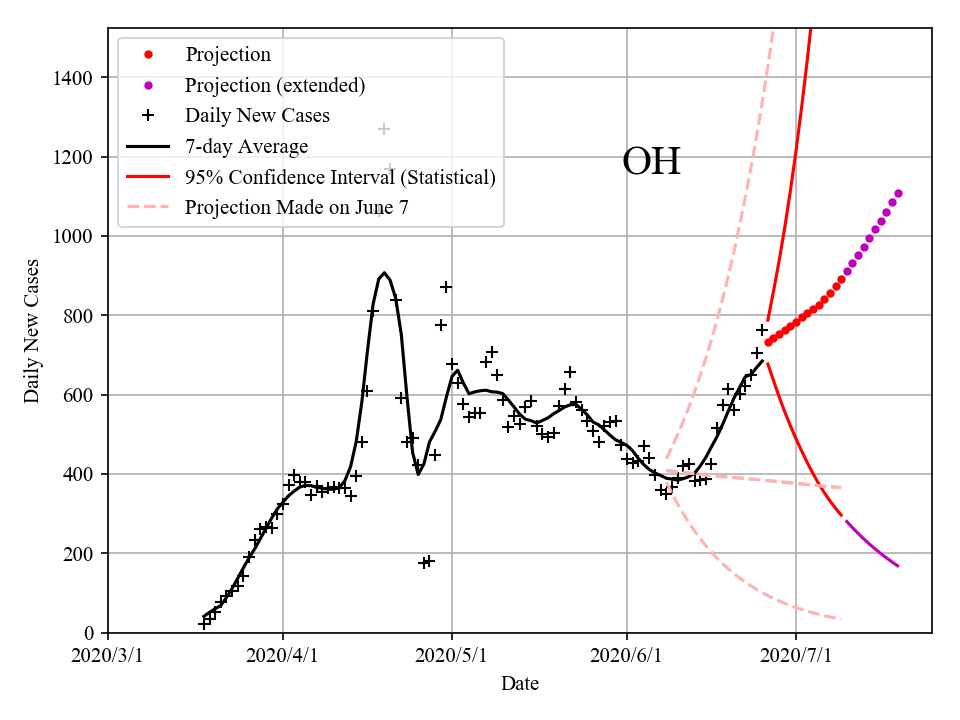 Projection
Projection (extended)
Daily New Cases
7-day Average
95% Confidence Interval (Statistical)
Projection Made on June 7
OH
1400
1200
1000
800
600
400
200
0
Daily New Cases
2020/3/1 2020/4/1 2020/5/1 2020/6/1 2020/7/1
Date